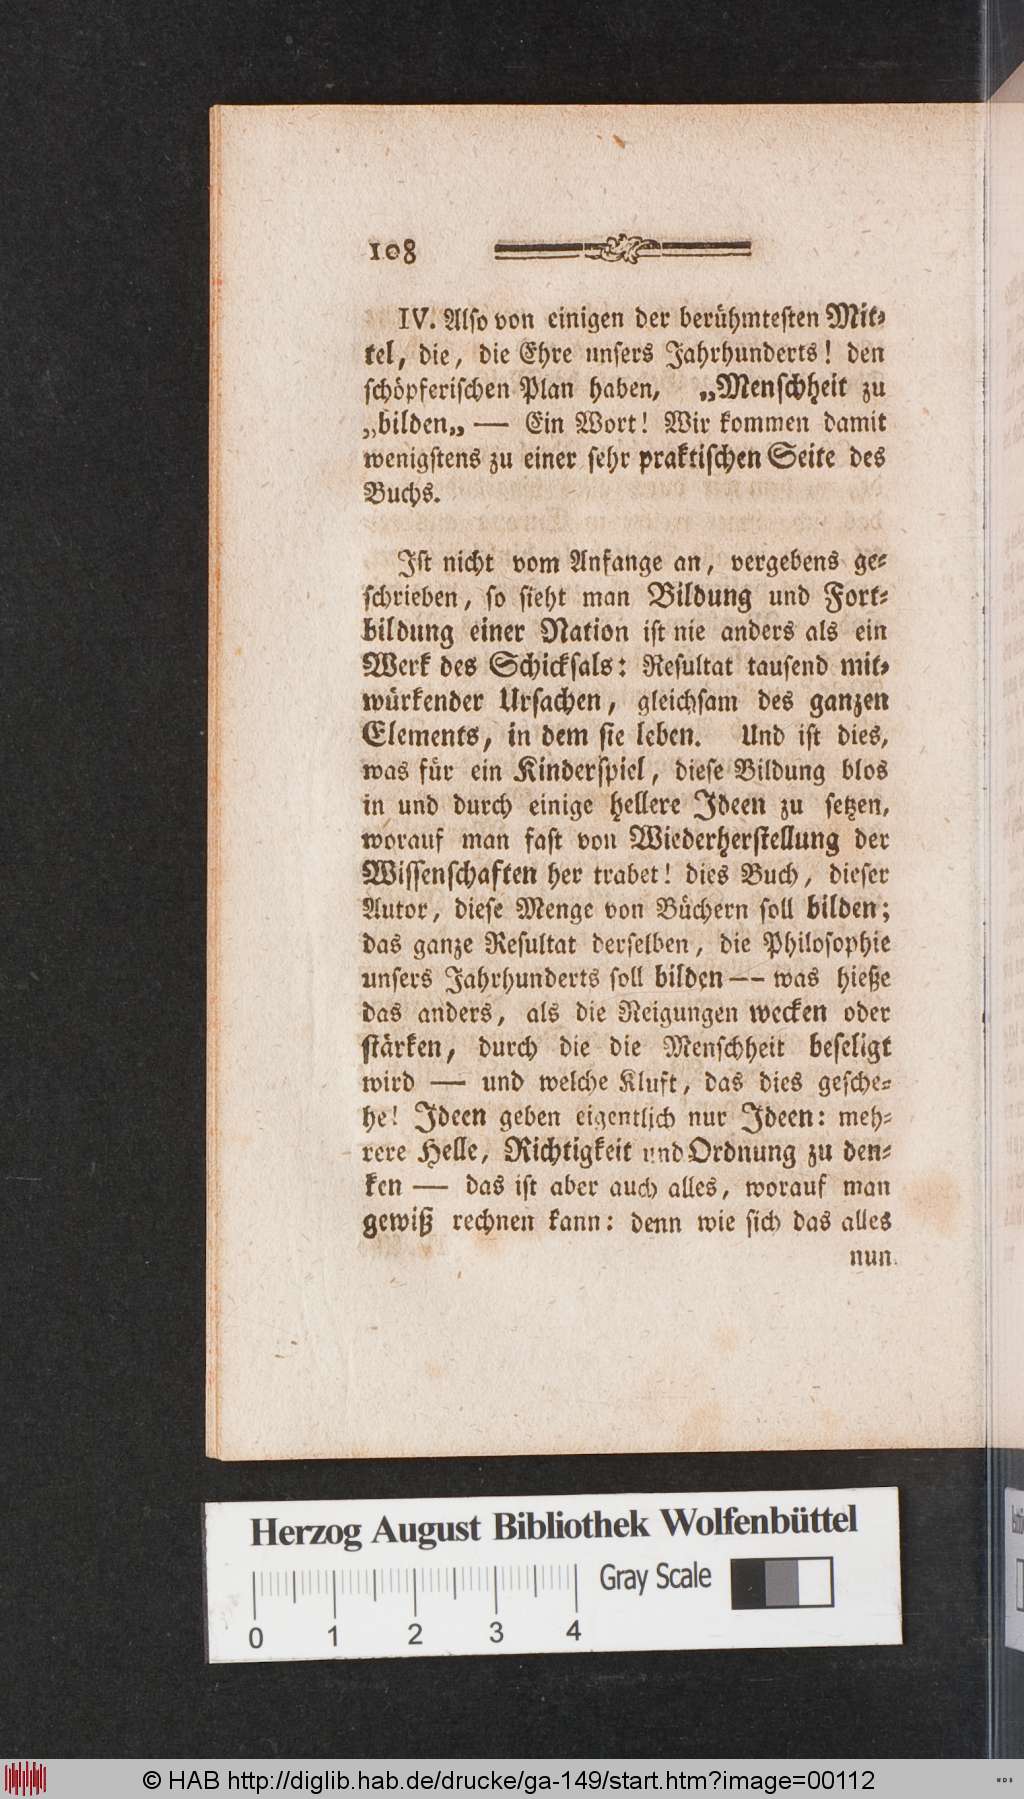 108
IV. Also von einigen der berühmtesten Mit-
tel, die, die Ehre unsers Jahrhunderts! den
schöpferischen Plan haben, „Menschheit zu
„bilden„ — Ein Wort! Wir kommen damit
wenigstens zu einer sehr praktischen Seite des
Buchs.
Ist nicht vom Anfange an, vergebens ge-
schrieben, so sieht man Bildung und Fort-
bildung einer Nation ist nie anders als ein
Werk des Schicksals: Resultat tausend mit-
würkender Ursachen, gleichsam des ganzen
Elements, in dem sie leben. Und ist dies,
was für ein Kinderspiel, diese Bildung blos
in und durch einige hellere Ideen zu setzen,
worauf man fast von Wiederherstellung der
Wissenschaften her trabet! dies Buch, dieser
Autor, diese Menge von Büchern soll bilden;
das ganze Resultat derselben, die Philosophie
unsers Jahrhunderts soll bilden -- was hieße
das anders, als die Neigungen wecken oder
stärken, durch die die Menschheit beseligt
wird — und welche Kluft, das dies gesche-
he! Ideen geben eigentlich nur Ideen: meh-
rere Helle, Richtigkeit und Ordnung zu den-
ken — das ist aber auch alles, worauf man
gewiß rechnen kann: denn wie sich das alles
nun
Herzog August Bibliothek Wolfenbüttel
Gray Scale
0 1 2 3 4
© HAB http://diglib.hab.de/drucke/ga-149/start.htm?image=00112